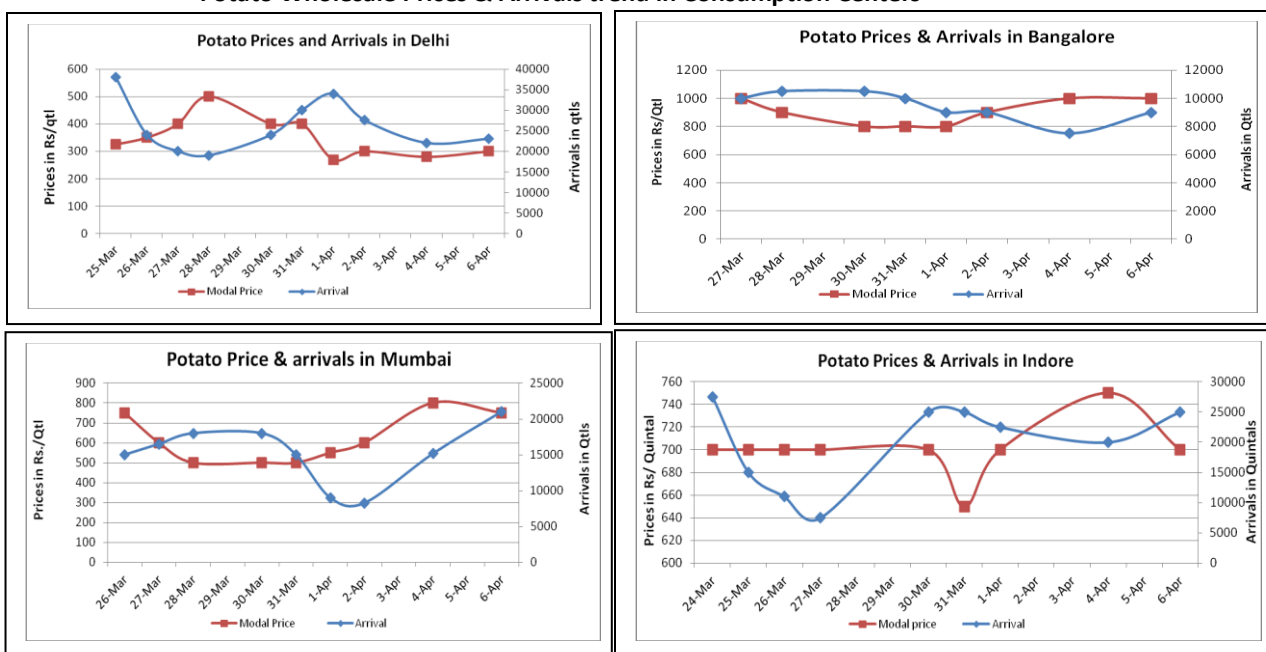 Potato Wholesale Prices & Arrivals trend in Consumption Centers
Potato Prices and Arrivals in Delhi
Prices in Rs/qtl
600
500
400
300
200
100
0
40000
35000
30000
25000
20000
15000
10000
5000
0
Arrivals in qtls
25-Mar
26-Mar
27-Mar
28-Mar
29-Mar
30-Mar
31-Mar
1-Apr
2-Apr
3-Apr
4-Apr
5-Apr
6-Apr
Modal Price
Arrival
Potato Prices & Arrivals in Bangalore
Prices in Rs/Qtl
1200
1000
800
600
400
200
0
12000
10000
8000
6000
4000
2000
0
Arrivals in Qtls
27-Mar
28-Mar
29-Mar
30-Mar
31-Mar
1-Apr
2-Apr
3-Apr
4-Apr
5-Apr
6-Apr
Modal Price
Arrival
Potato Price & arrivals in Mumbai
Prices in Rs./Qtl
900
800
700
600
500
400
300
200
100
0
25000
20000
15000
10000
5000
0
Arrivals in Qtls
26-Mar
27-Mar
28-Mar
29-Mar
30-Mar
31-Mar
1-Apr
2-Apr
3-Apr
4-Apr
5-Apr
6-Apr
Modal Price
Arrival
Potato Prices & Arrivals in Indore
Prices in Rs/ Quintal
760
740
720
700
680
660
640
620
600
30000
25000
20000
15000
10000
5000
0
Arrivals in Quintals
24-Mar
25-Mar
26-Mar
27-Mar
28-Mar
29-Mar
30-Mar
31-Mar
1-Apr
2-Apr
3-Apr
4-Apr
5-Apr
6-Apr
Modal price
Arrival